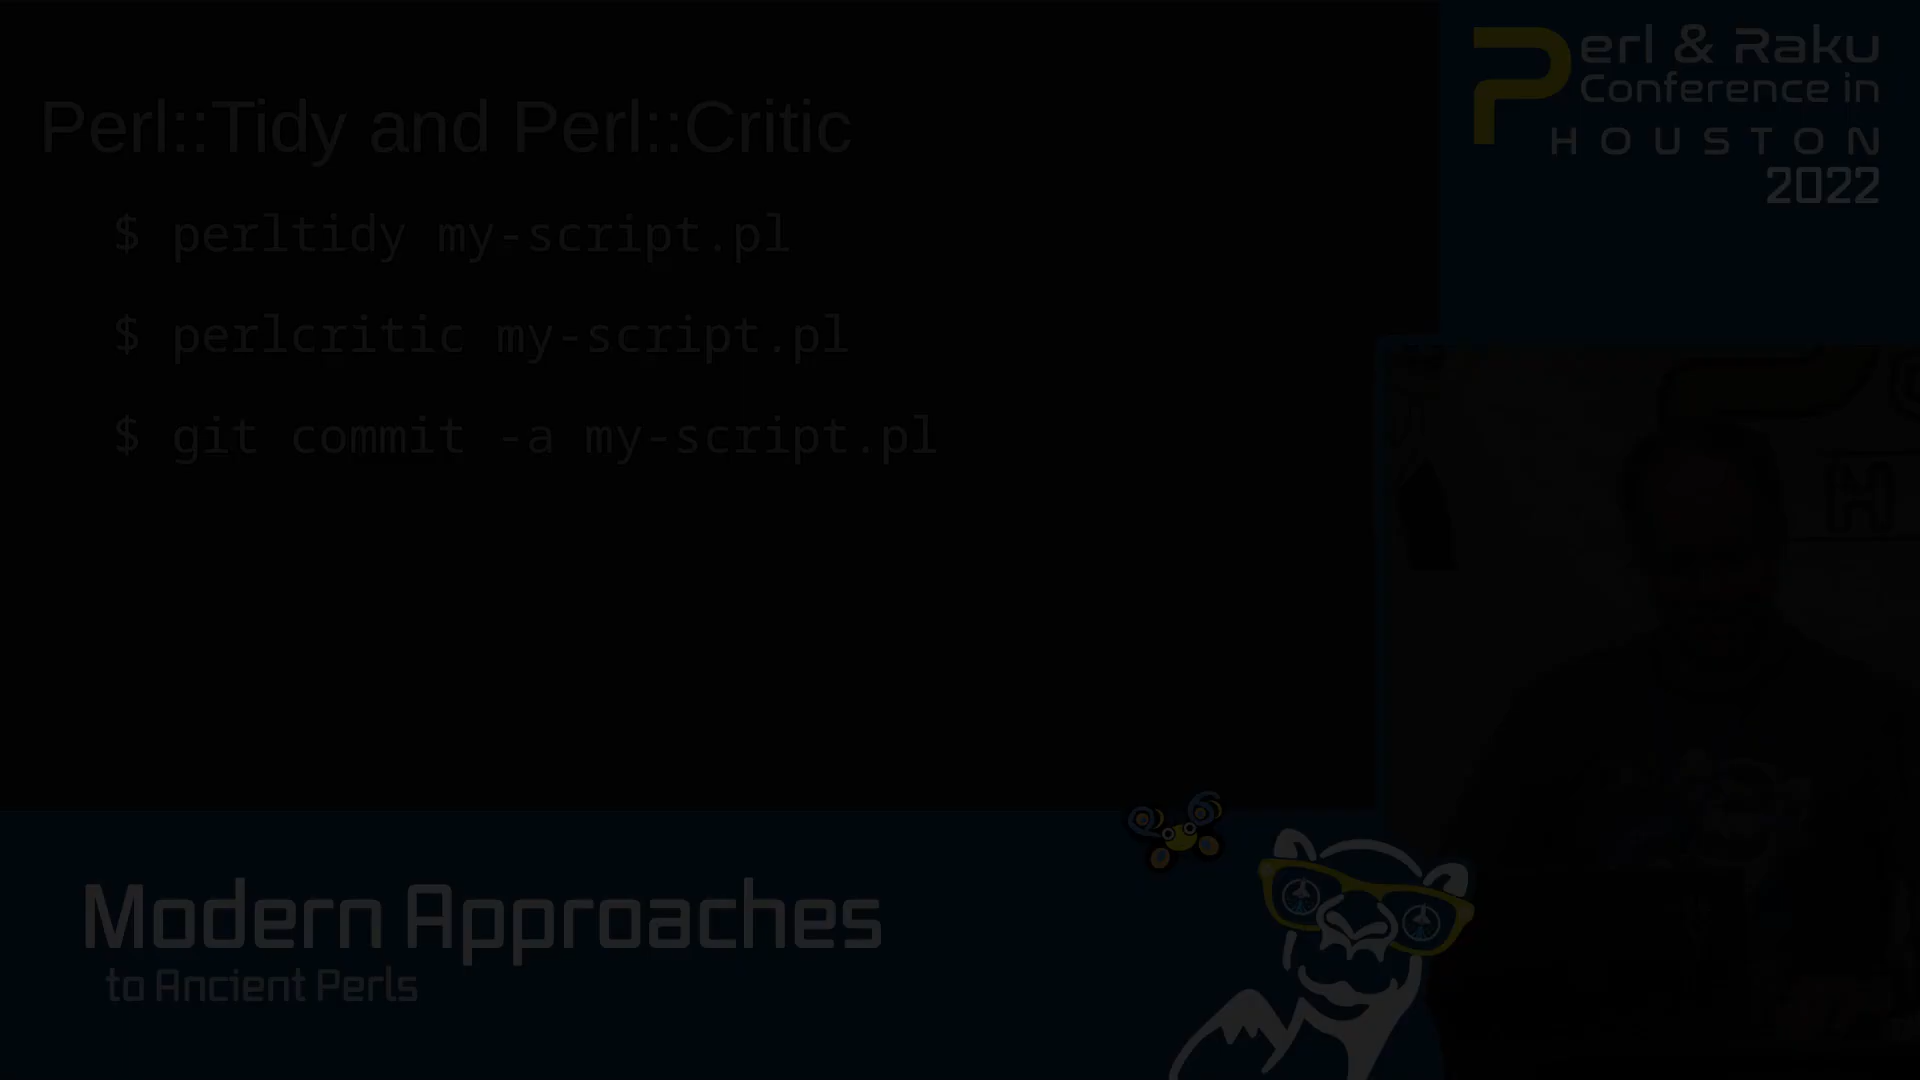 Perl::Tidy and Perl::Critic
$ perltidy my-script.pl
$ perlcritic my-script.pl
$ git commit -a my-script.pl
Perl & Raku
Conference in
HOUSTON
2022
Modern Approaches
to Ancient Perls